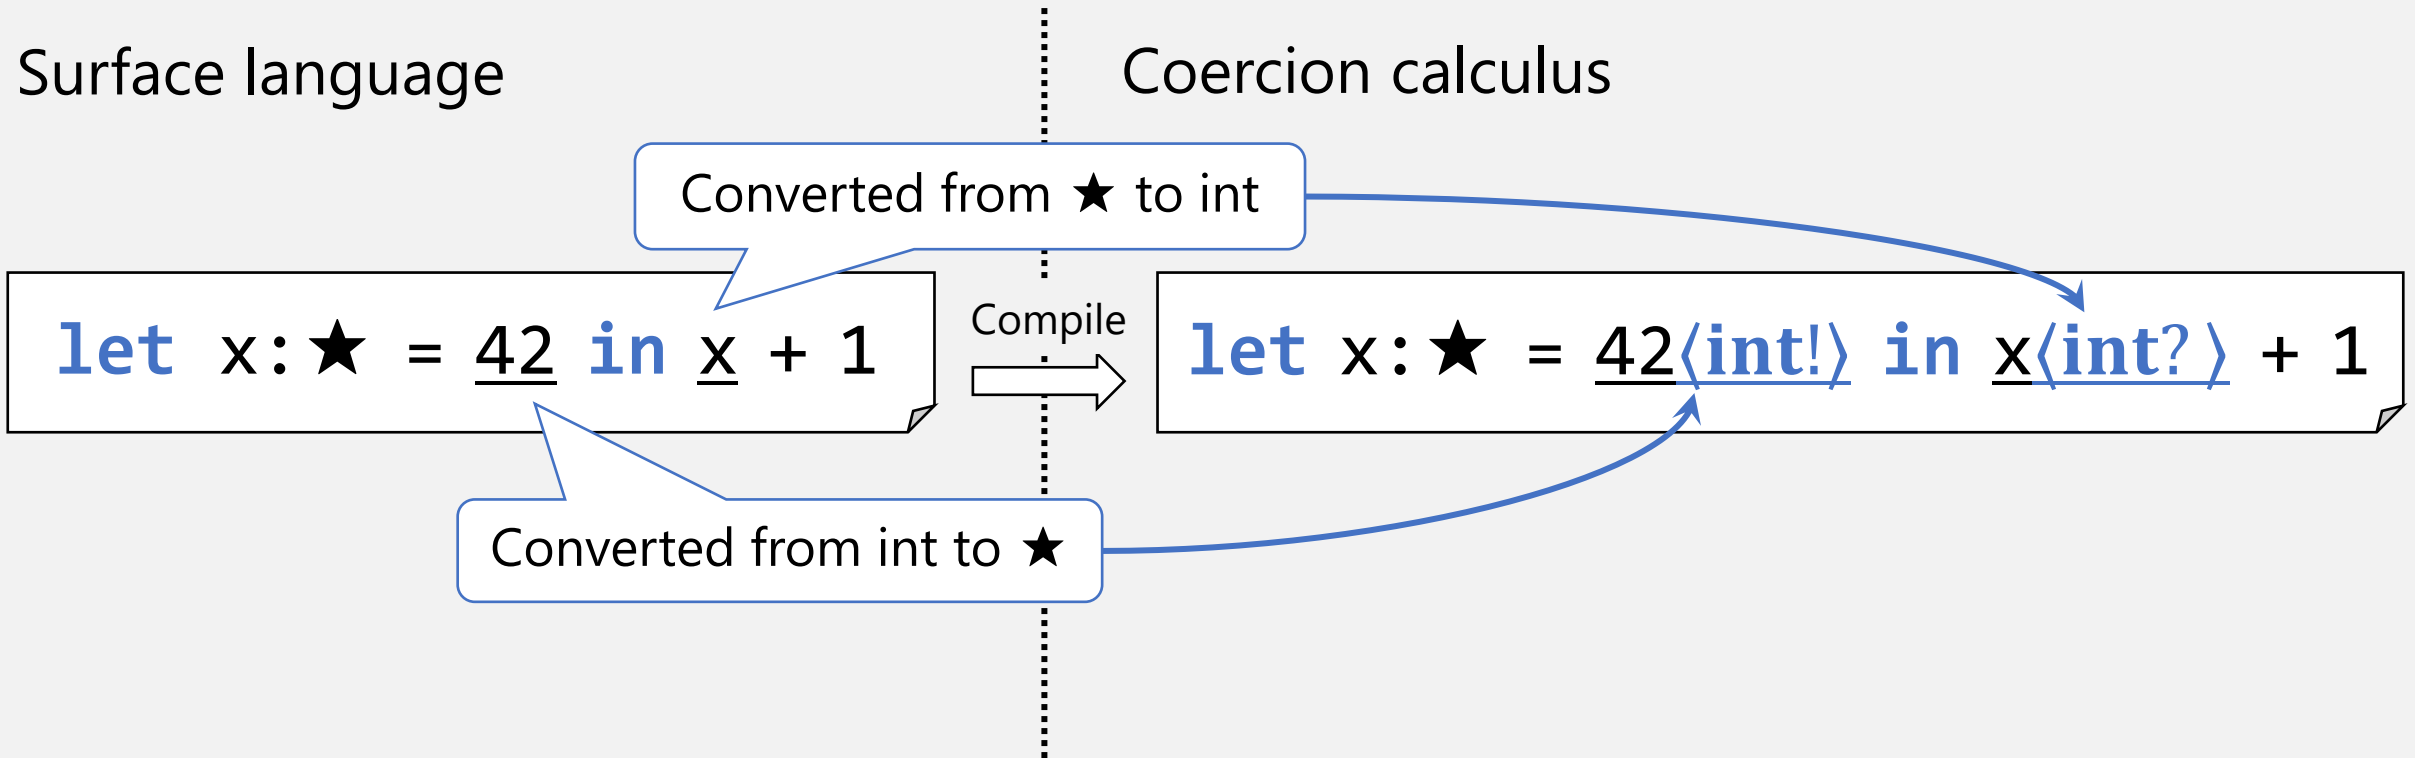 Surface language
Coercion calculus
Converted from ★ to int
let x:★ = 42 in x + 1
Compile
let x:★ = 42⟨int!⟩ in x⟨int? ⟩ + 1
Converted from int to ★